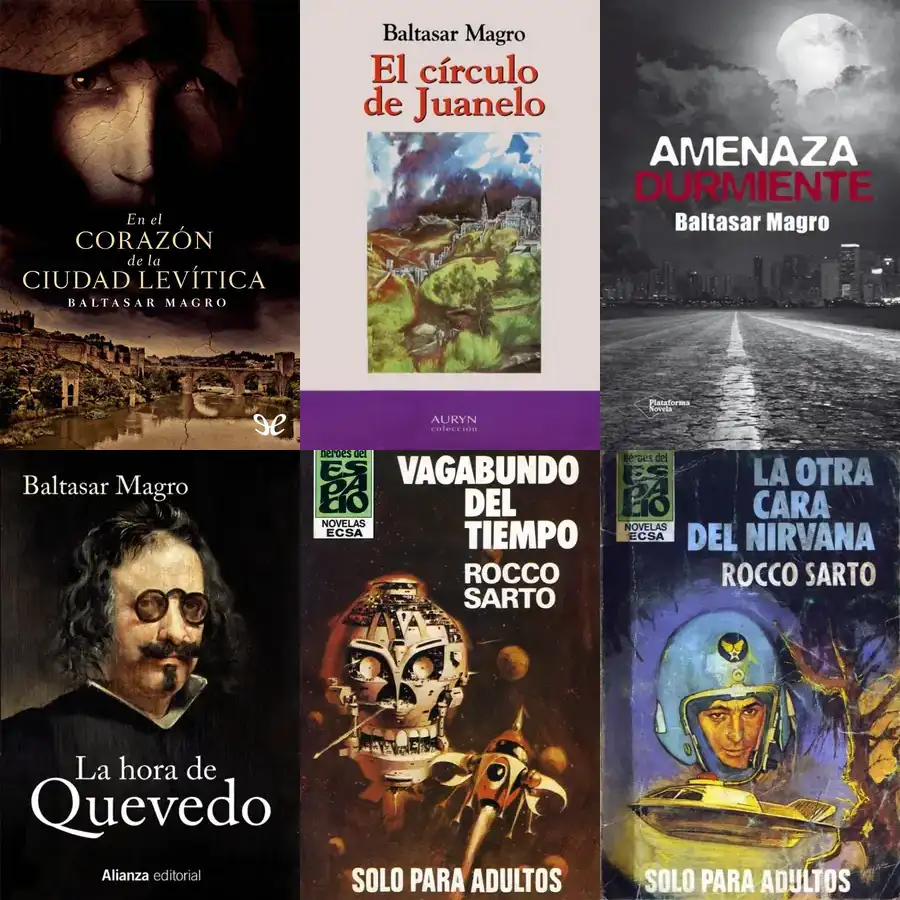 En el
CORAZÓN
de la
CIUDAD LEVÍTICA
BALTASAR MAGRO
Baltasar Magro
El círculo
de Juanelo
AURYN
colección
AMENAZA
DURMIENTE
Baltasar Magro
Plataforma
Novela
Baltasar Magro
La hora de
Quevedo
Alianza editorial
héroes del
ESPACIO
NOVELAS
ECSA
VAGABUNDO
DEL
TIEMPO
ROCCO
SARTO
SOLO PARA ADULTOS
héroes del
ESPACIO
NOVELAS
ECSA
LA OTRA
CARA
DEL NIRVANA
ROCCO SARTO
SOLO PARA ADULTOS